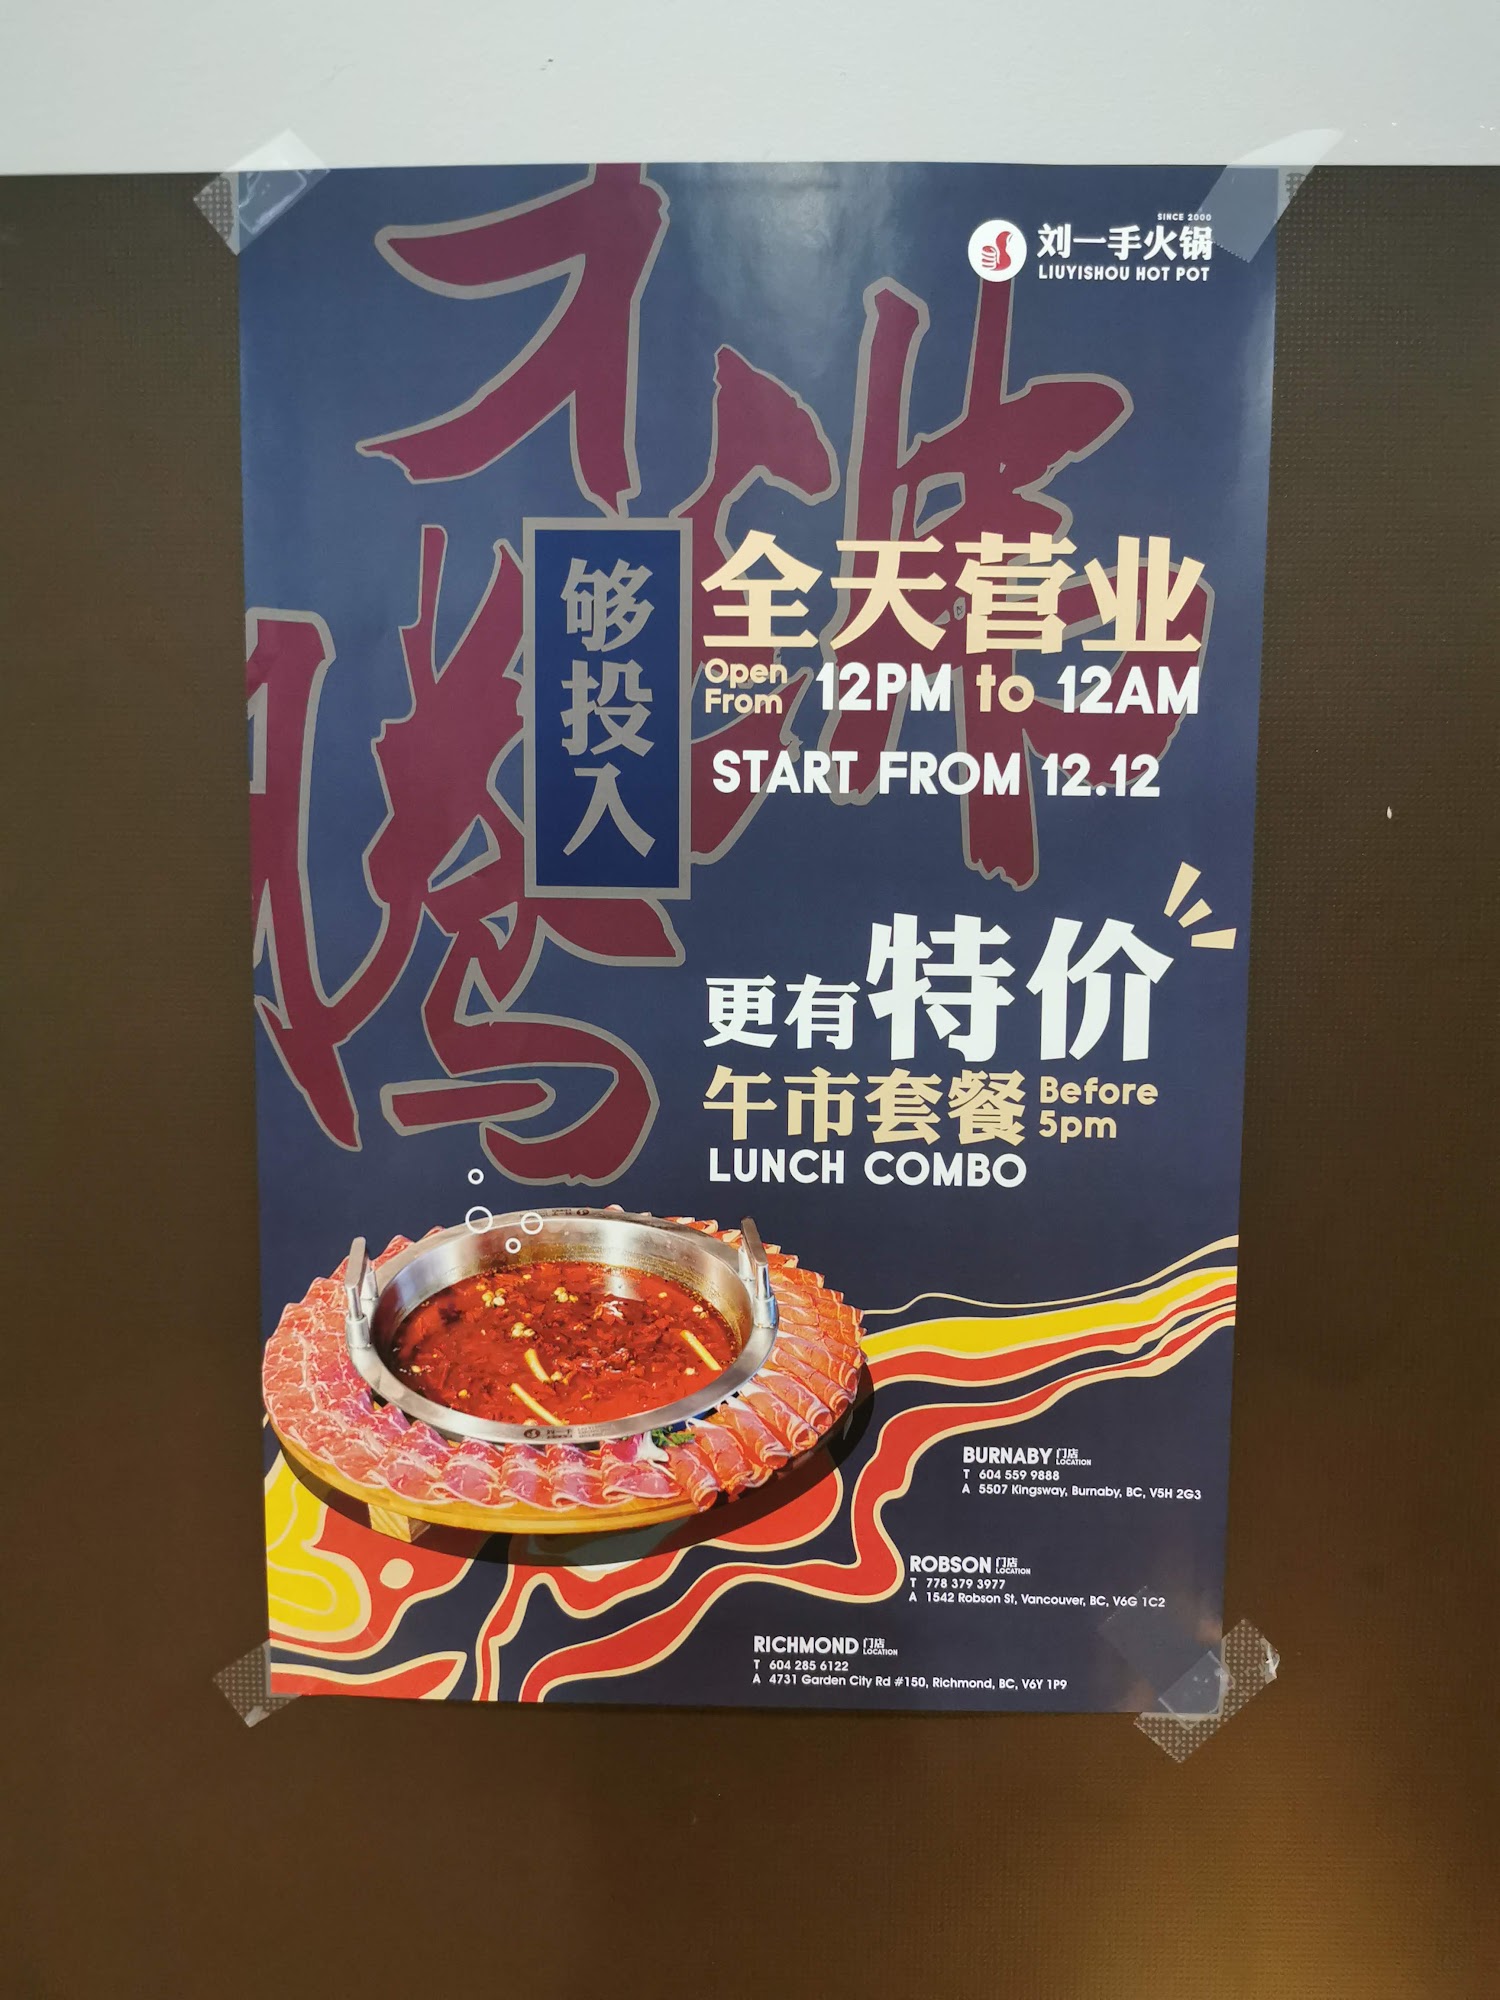 SINCE 2000
刘一手火锅
LIUYISHOU HOT POT
够投入
全天营业
Open From 12PM to 12AM
START FROM 12.12
更有特价
午市套餐 Before 5pm
LUNCH COMBO
刘一手
BURNABY 门店 LOCATION
T 604 559 9888
A 5507 Kingsway, Burnaby, BC, V5H 2G3
ROBSON 门店 LOCATION
T 778 379 3977
A 1542 Robson St, Vancouver, BC, V6G 1C2
RICHMOND 门店 LOCATION
T 604 285 6122
A 4731 Garden City Rd #150, Richmond, BC, V6Y 1P9